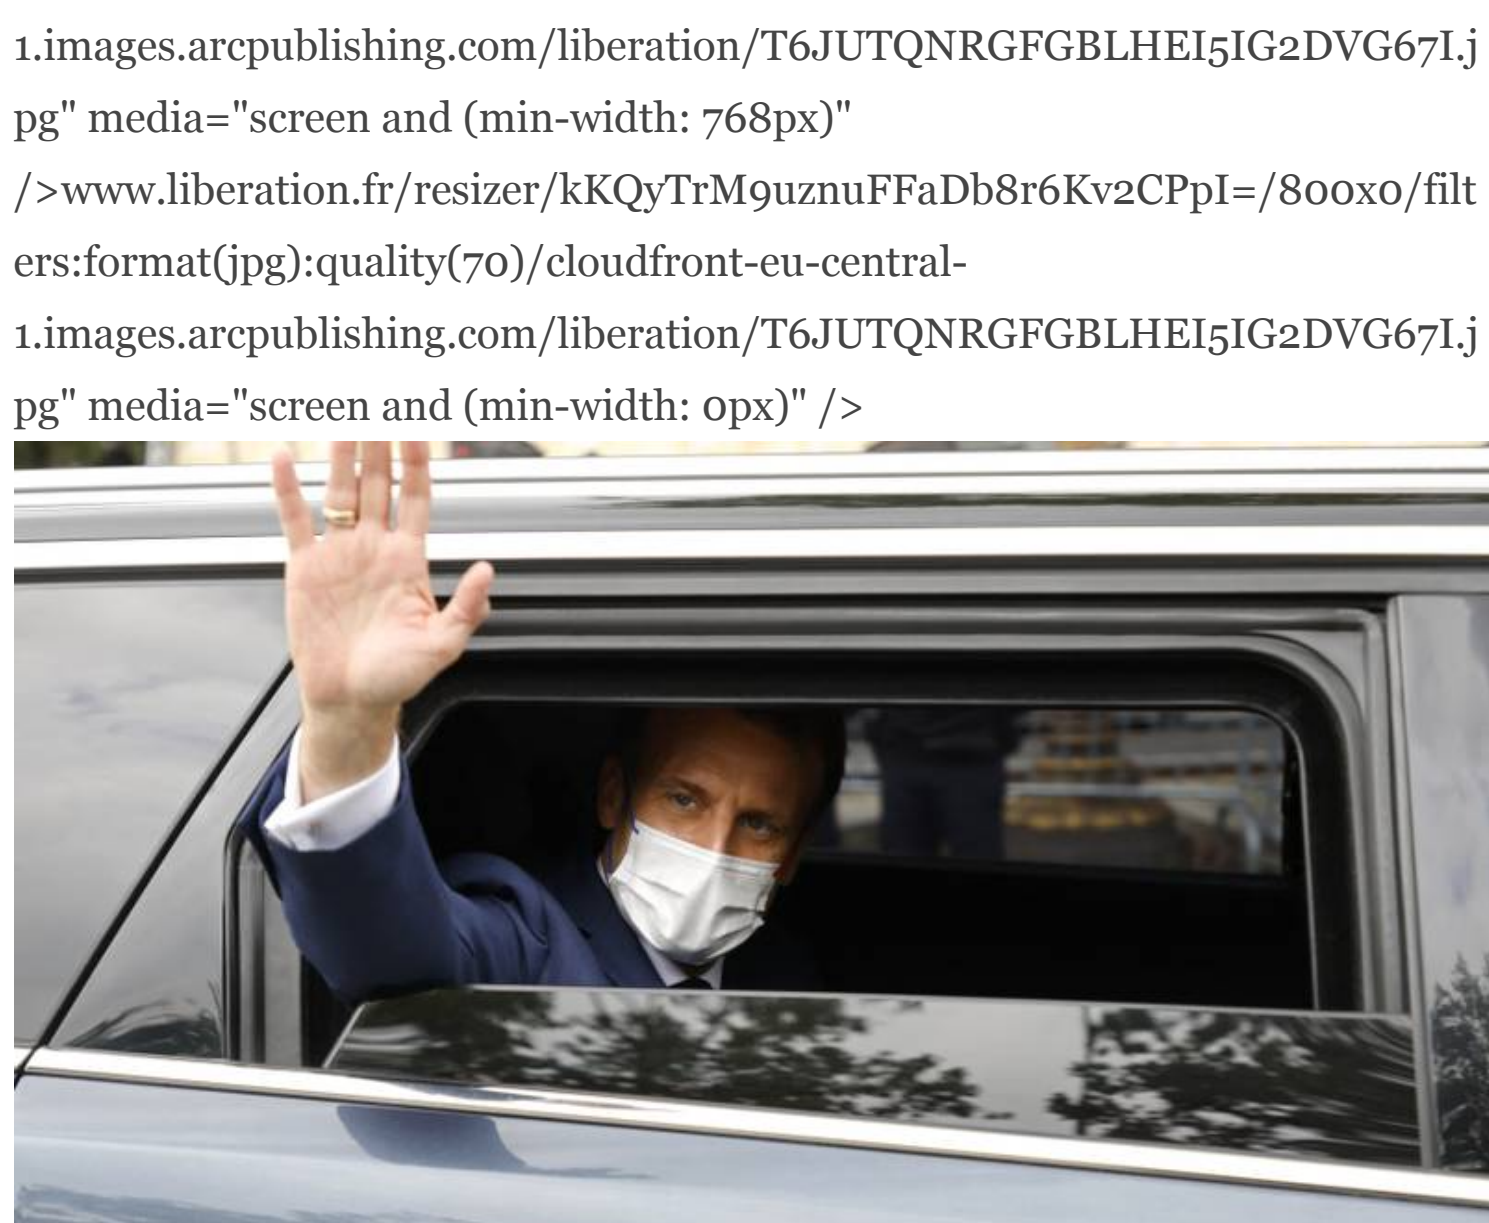 1.images.arcpublishing.com/liberation/T6JUTQNRGFGBLHEI5IG2DVG67I.j
pg" media="screen and (min-width: 768px)"
/>www.liberation.fr/resizer/kKQyTrM9uznuFFaDb8r6Kv2CPpI=/800x0/filt
ers:format(jpg):quality(70)/cloudfront-eu-central-
1.images.arcpublishing.com/liberation/T6JUTQNRGFGBLHEI5IG2DVG67I.j
pg" media="screen and (min-width: 0px)" />